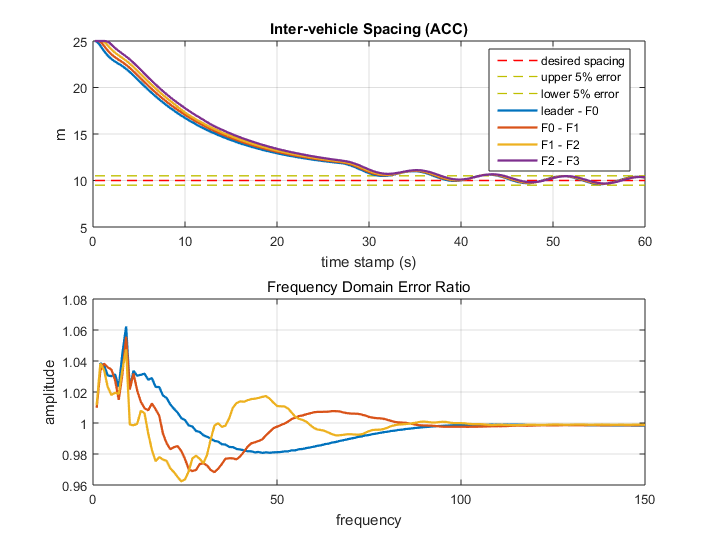 Inter-vehicle Spacing (ACC)
25
20
15
10
5
m
0 10 20 30 40 50 60
time stamp (s)
desired spacing
upper 5% error
lower 5% error
leader - F0
F0 - F1
F1 - F2
F2 - F3
Frequency Domain Error Ratio
1.08
1.06
1.04
1.02
1
0.98
0.96
amplitude
0 50 100 150
frequency